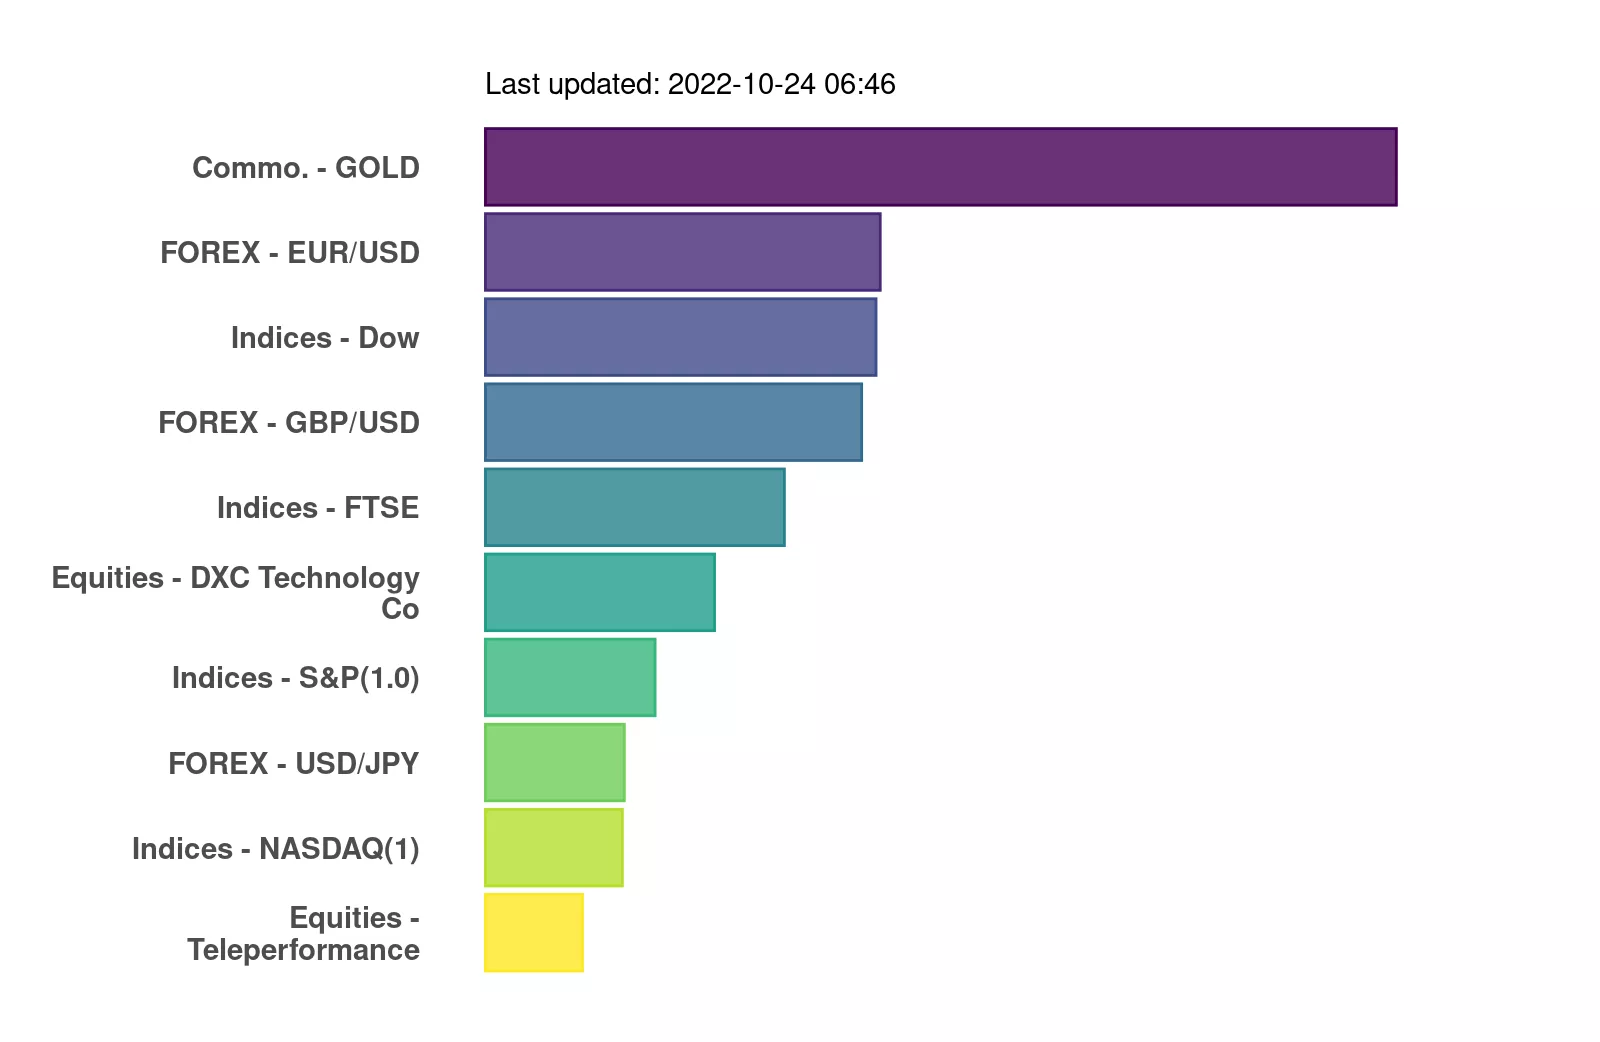 Last updated: 2022-10-24 06:46
Commo. - GOLD
FOREX - EUR/USD
Indices - Dow
FOREX - GBP/USD
Indices - FTSE
Equities - DXC Technology
Co
Indices - S&P(1.0)
FOREX - USD/JPY
Indices - NASDAQ(1)
Equities -
Teleperformance